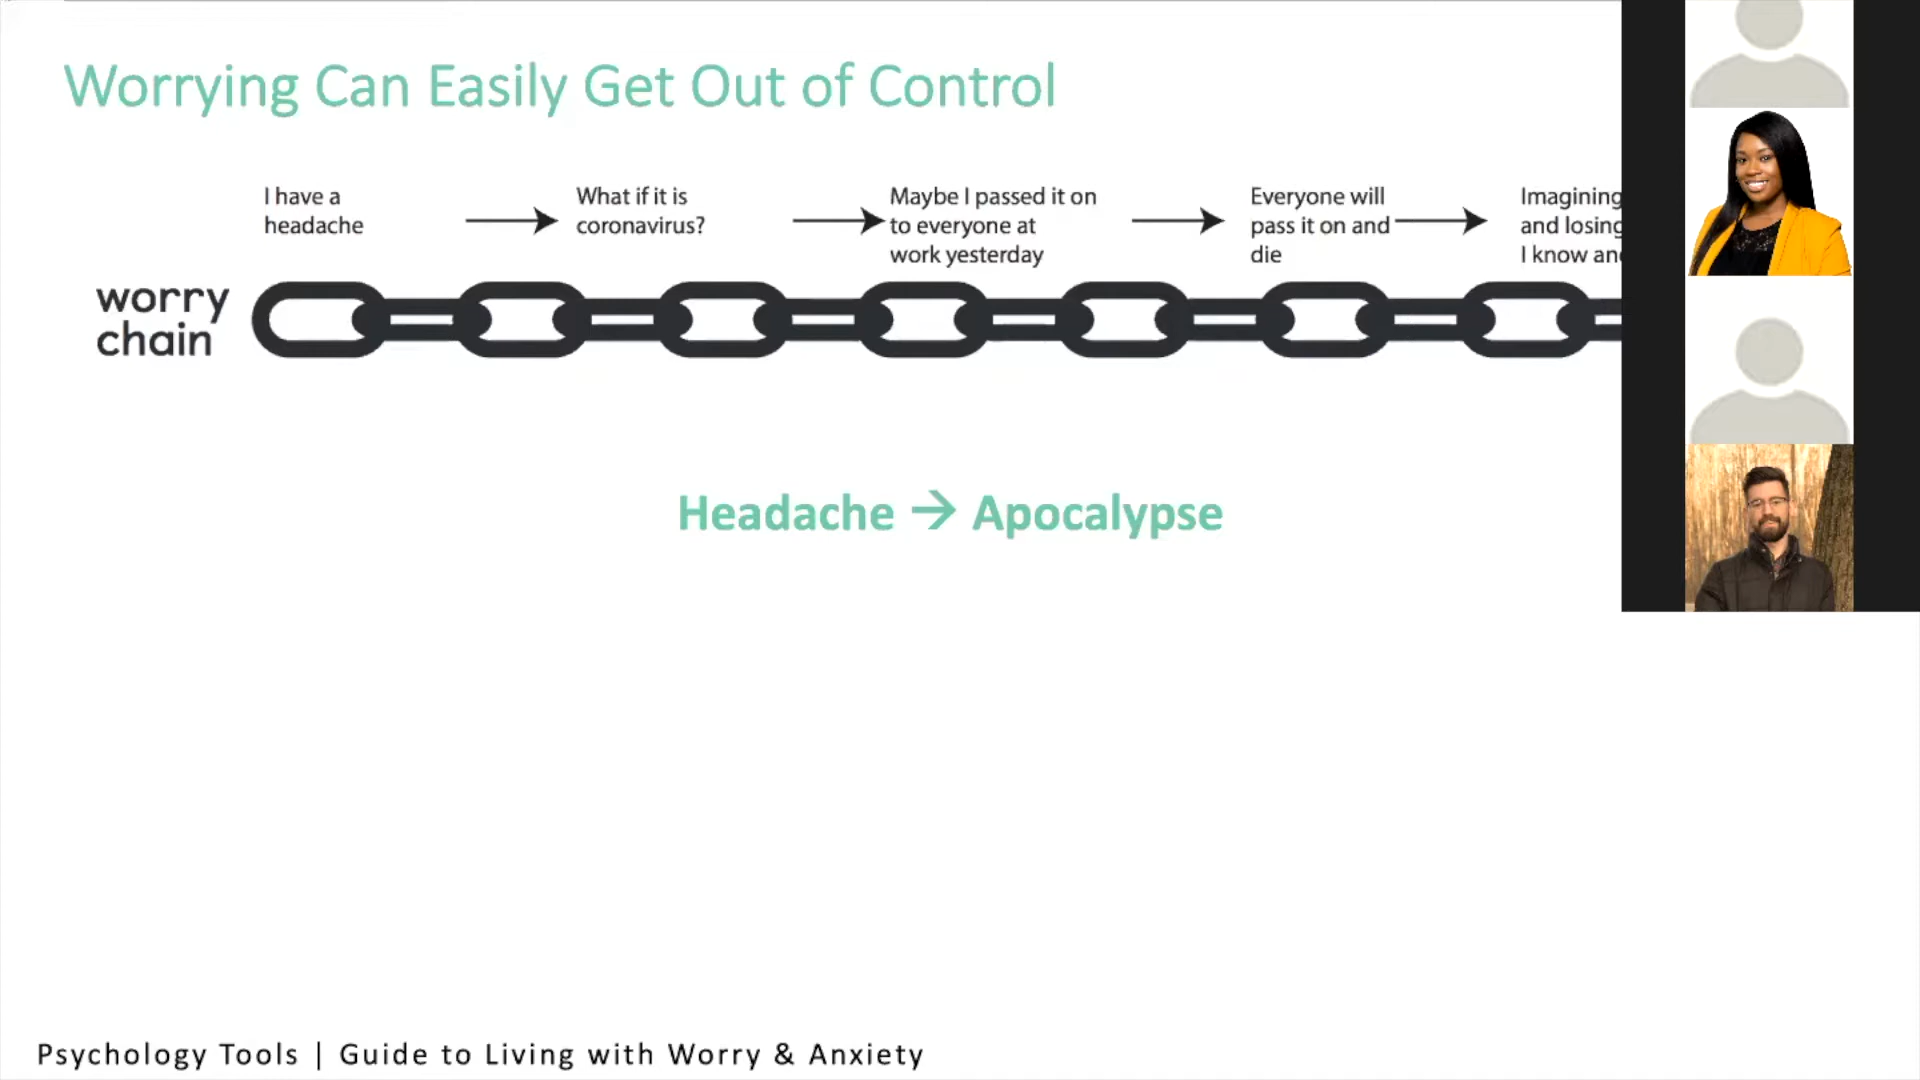 Worrying Can Easily Get Out of Control
I have a
headache
What if it is
coronavirus?
Maybe I passed it on
to everyone at
work yesterday
Everyone will
pass it on and
die
Imagining
and losing
I know
worry
chain
Headache → Apocalypse
Psychology Tools | Guide to Living with Worry & Anxiety